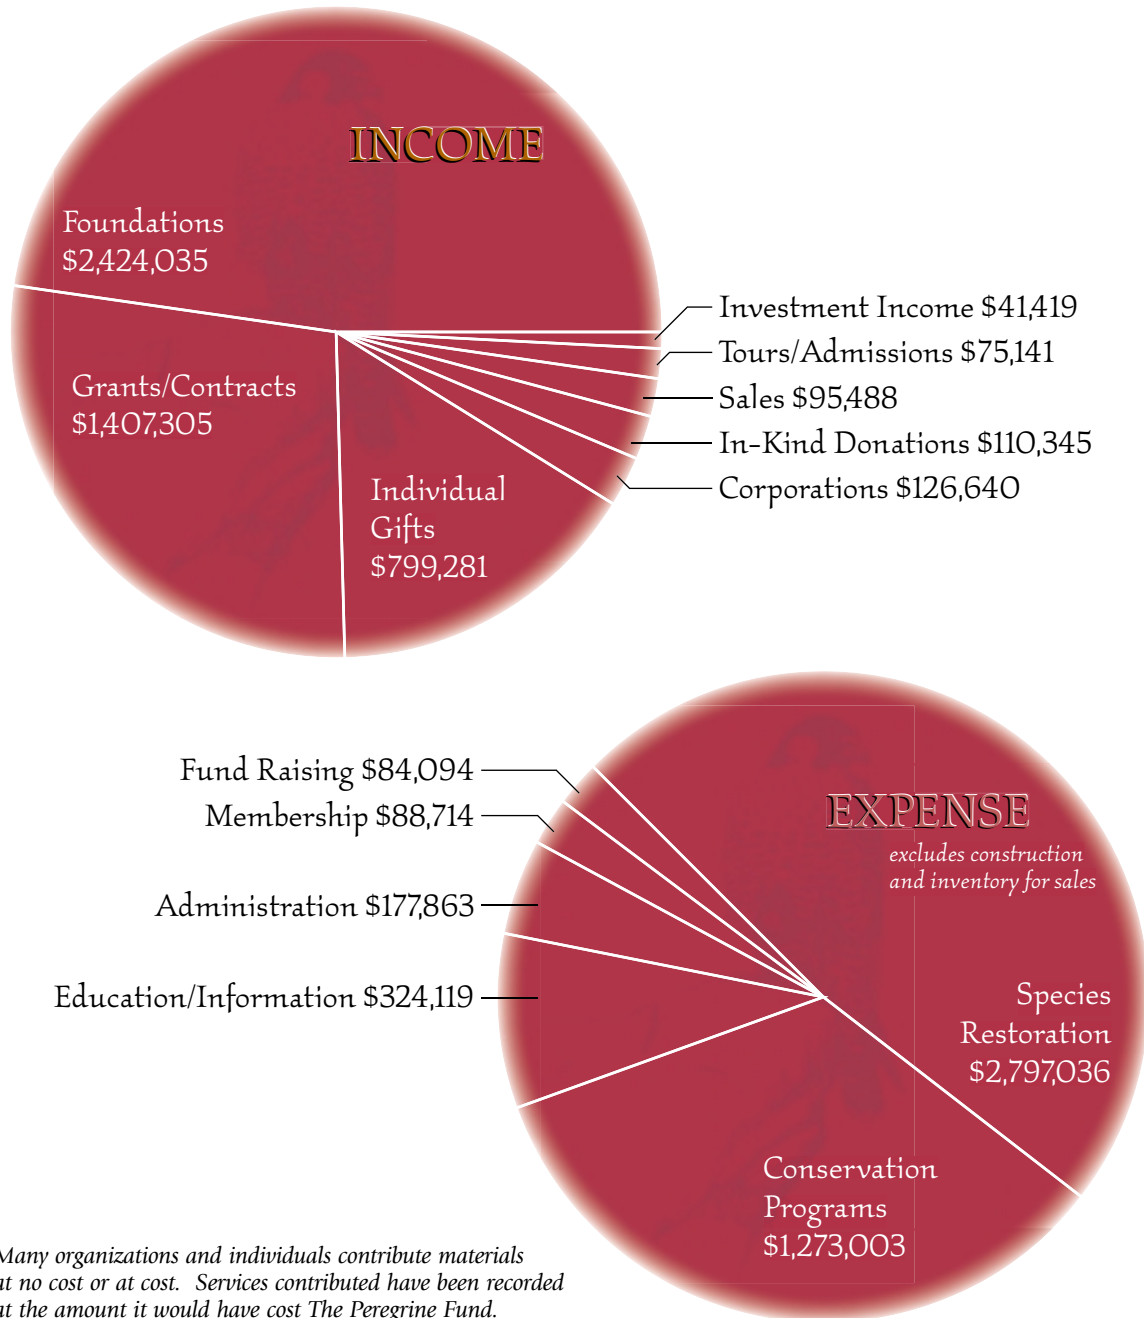 INCOME
Foundations
$2,424,035
Grants/Contracts
$1,407,305
Individual
Gifts
$799,281
Investment Income $41,419
Tours/Admissions $75,141
Sales $95,488
In-Kind Donations $110,345
Corporations $126,640
Fund Raising $84,094
Membership $88,714
Administration $177,863
Education/Information $324,119
EXPENSE
excludes construction
and inventory for sales
Species
Restoration
$2,797,036
Conservation
Programs
$1,273,003
Many organizations and individuals contribute materials
at no cost or at cost.  Services contributed have been recorded
at the amount it would have cost The Peregrine Fund.